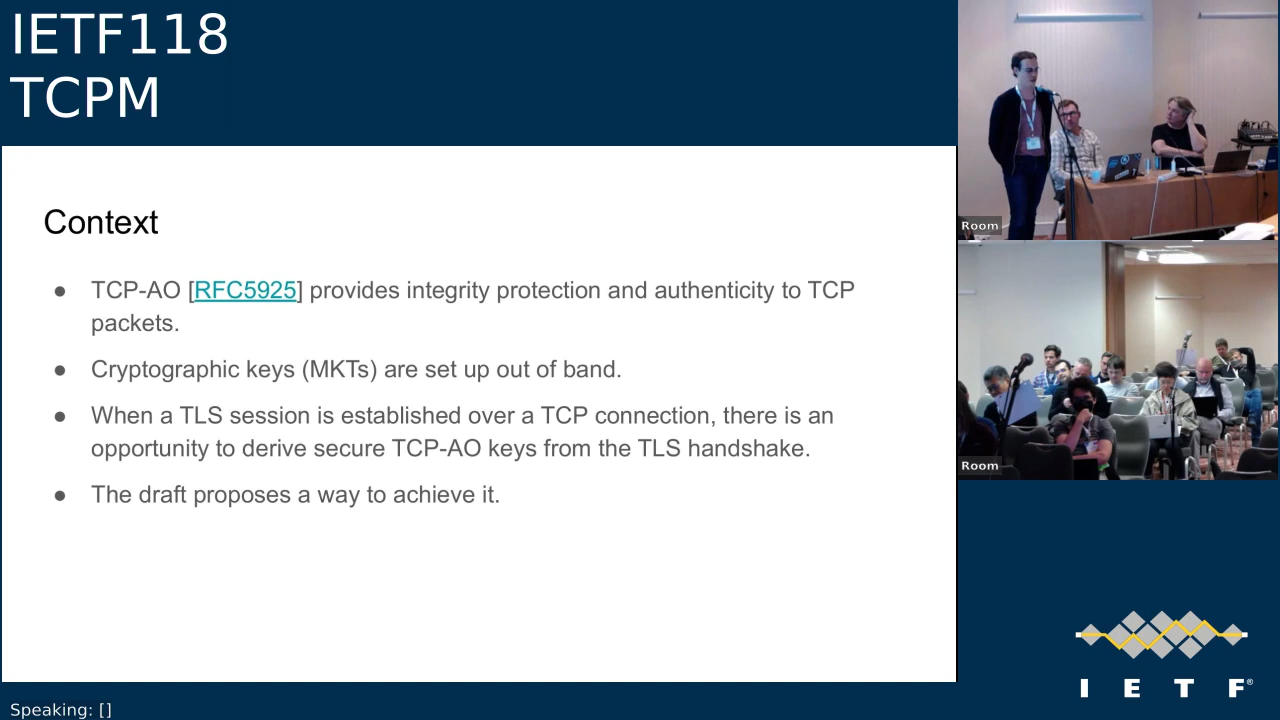 IETF118
TCPM
Context
● TCP-AO [RFC5925] provides integrity protection and authenticity to TCP
packets.
● Cryptographic keys (MKTs) are set up out of band.
● When a TLS session is established over a TCP connection, there is an
opportunity to derive secure TCP-AO keys from the TLS handshake.
● The draft proposes a way to achieve it.
Room
Room
I E T F®
Speaking: []